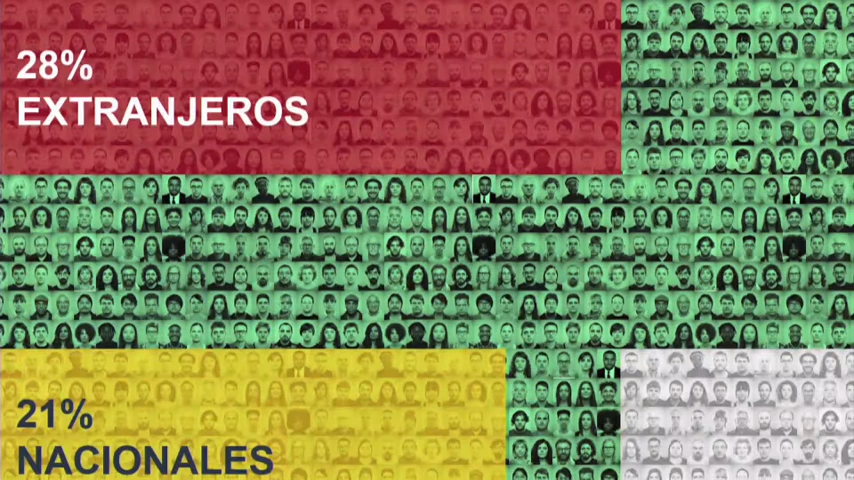 28%
EXTRANJEROS
21%
NACIONALES